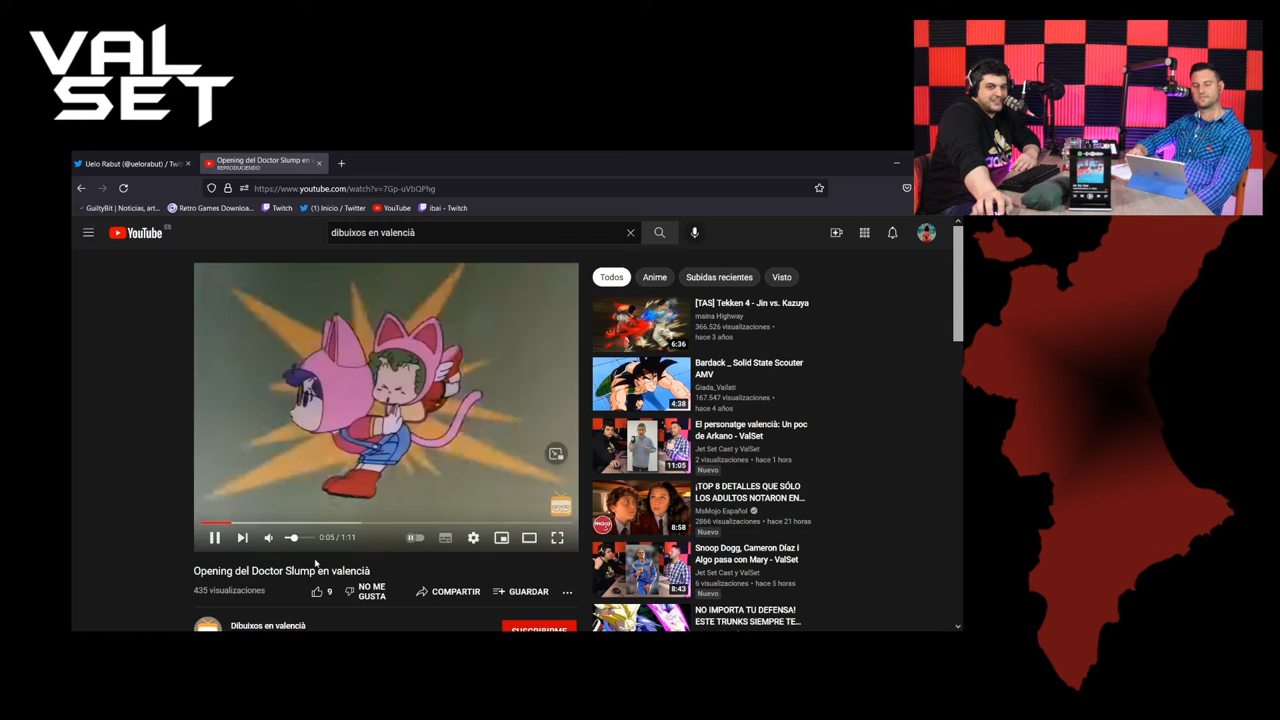 VAL
SET
Uelo Rabut (@uelorabut) / Twi
Opening del Doctor Slump en
REPRODUCIENDO
https://www.youtube.com/watch?v=7Gp-uVbQPhg
GuiltyBit | Noticias, art...
Retro Games Downloa...
Twitch
(1) Inicio / Twitter
YouTube
ibai - Twitch
YouTube ES
dibuixos en valencià
Todos
Anime
Subidas recientes
Visto
[TAS] Tekken 4 - Jin vs. Kazuya
maina Highway
366.526 visualizaciones •
hace 3 años
6:36
Bardack _ Solid State Scouter
AMV
Giada_Vailati
167.547 visualizaciones •
hace 4 años
4:38
El personatge valencià: Un poc
de Arkano - ValSet
Jet Set Cast y ValSet
2 visualizaciones • hace 1 hora
Nuevo
11:05
¡TOP 8 DETALLES QUE SÓLO
LOS ADULTOS NOTARON EN...
MsMojo Español
2866 visualizaciones • hace 21 horas
Nuevo
MOJO
8:58
Snoop Dogg, Cameron Díaz i
Algo pasa con Mary - ValSet
Jet Set Cast y ValSet
6 visualizaciones • hace 5 horas
Nuevo
8:43
NO IMPORTA TU DEFENSA!
ESTE TRUNKS SIEMPRE TE...
0:05 / 1:11
Opening del Doctor Slump en valencià
435 visualizaciones
9
NO ME
GUSTA
COMPARTIR
GUARDAR
Dibuixos en valencià
SUSCRIBIRME